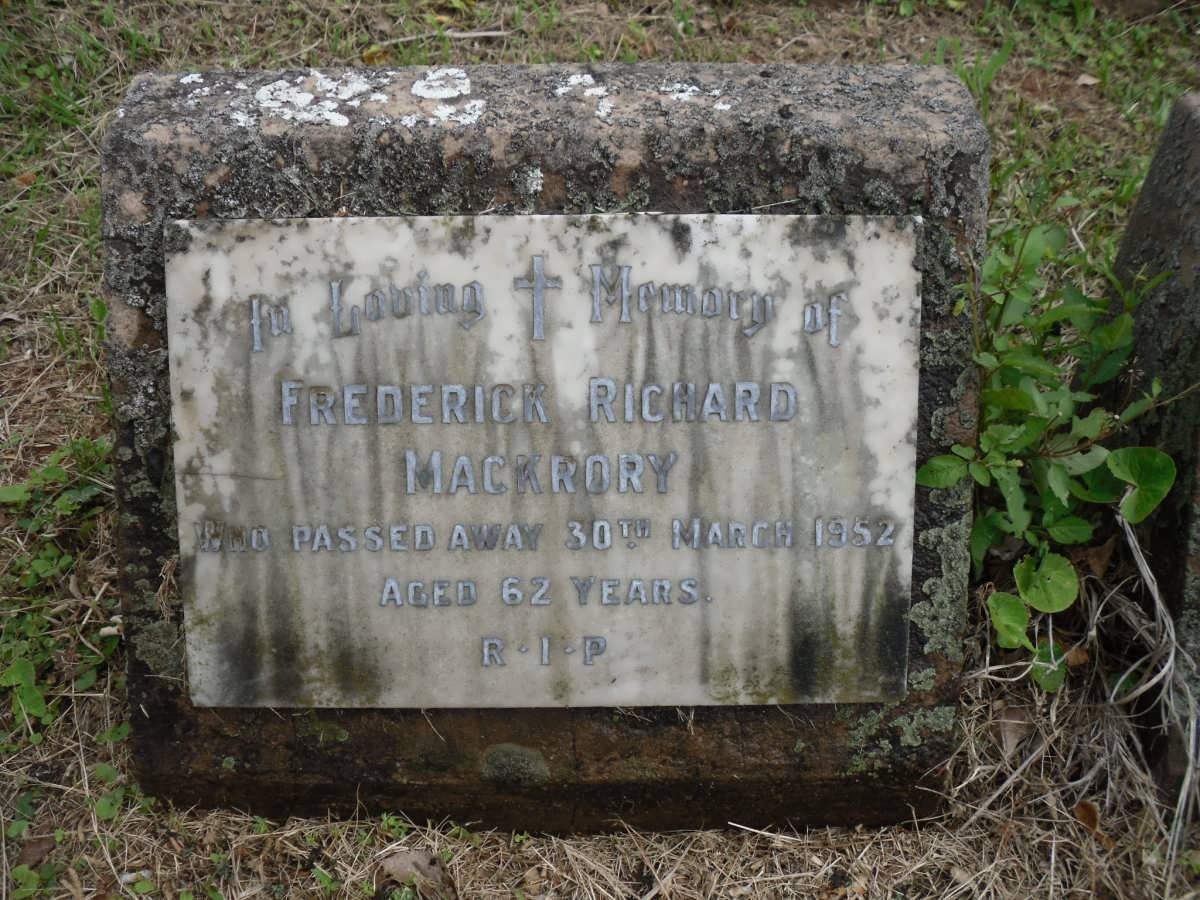 In Loving Memory of
FREDERICK RICHARD
MACKRORY
WHO PASSED AWAY 30TH MARCH 1952
AGED 62 YEARS.
R·I·P